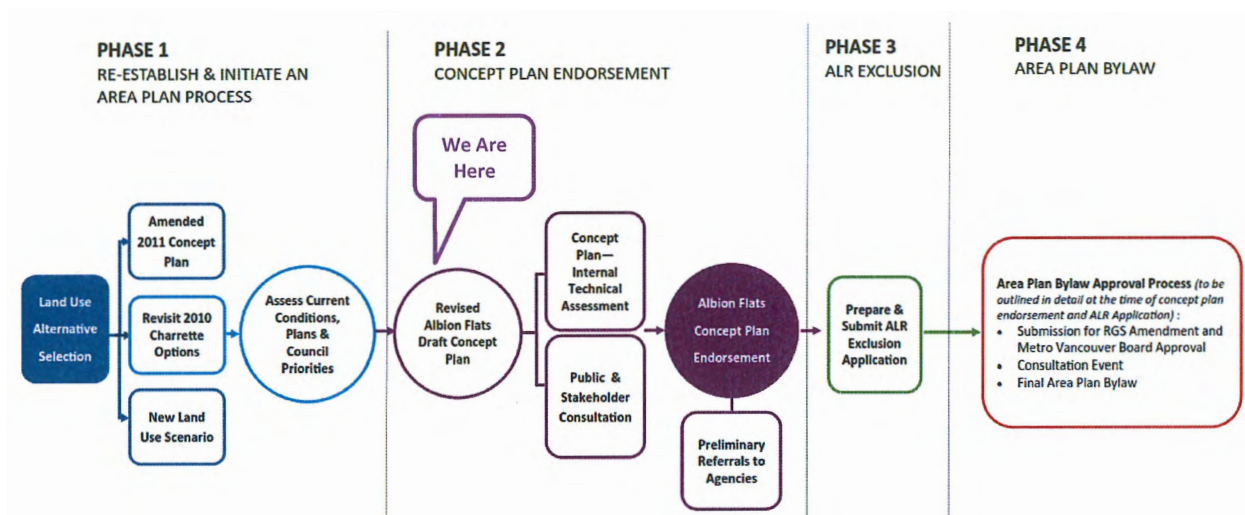 PHASE 1
RE-ESTABLISH & INITIATE AN
AREA PLAN PROCESS
Land Use
Alternative
Selection
Amended
2011 Concept
Plan
Revisit 2010
Charrette
Options
New Land
Use Scenario
Assess Current
Conditions,
Plans &
Council
Priorities
PHASE 2
CONCEPT PLAN ENDORSEMENT
We Are
Here
Revised
Albion Flats
Draft Concept
Plan
Concept
Plan—
Internal
Technical
Assessment
Public &
Stakeholder
Consultation
Albion Flats
Concept Plan
Endorsement
Preliminary
Referrals to
Agencies
PHASE 3
ALR EXCLUSION
Prepare &
Submit ALR
Exclusion
Application
PHASE 4
AREA PLAN BYLAW
Area Plan Bylaw Approval Process (to be
outlined in detail at the time of concept plan
endorsement and ALR Application) :
• Submission for RGS Amendment and
Metro Vancouver Board Approval
• Consultation Event
• Final Area Plan Bylaw